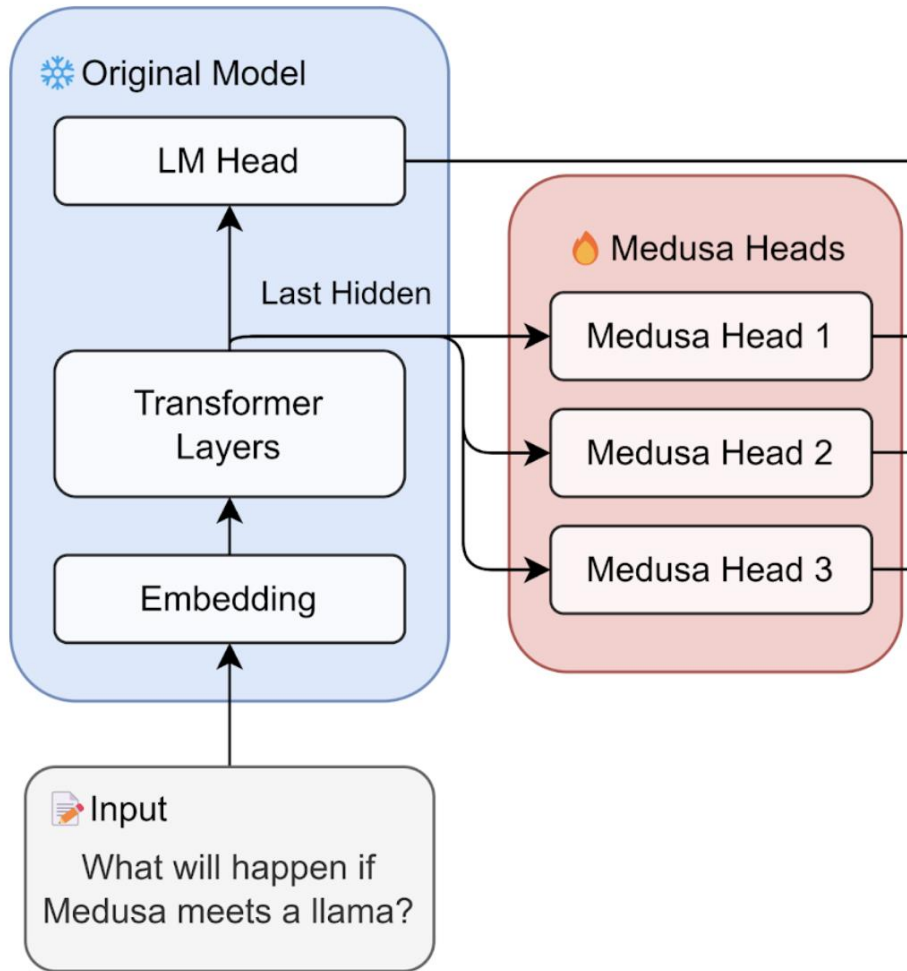 Original Model
LM Head
Last Hidden
Transformer
Layers
Embedding
Medusa Heads
Medusa Head 1
Medusa Head 2
Medusa Head 3
Input
What will happen if
Medusa meets a llama?